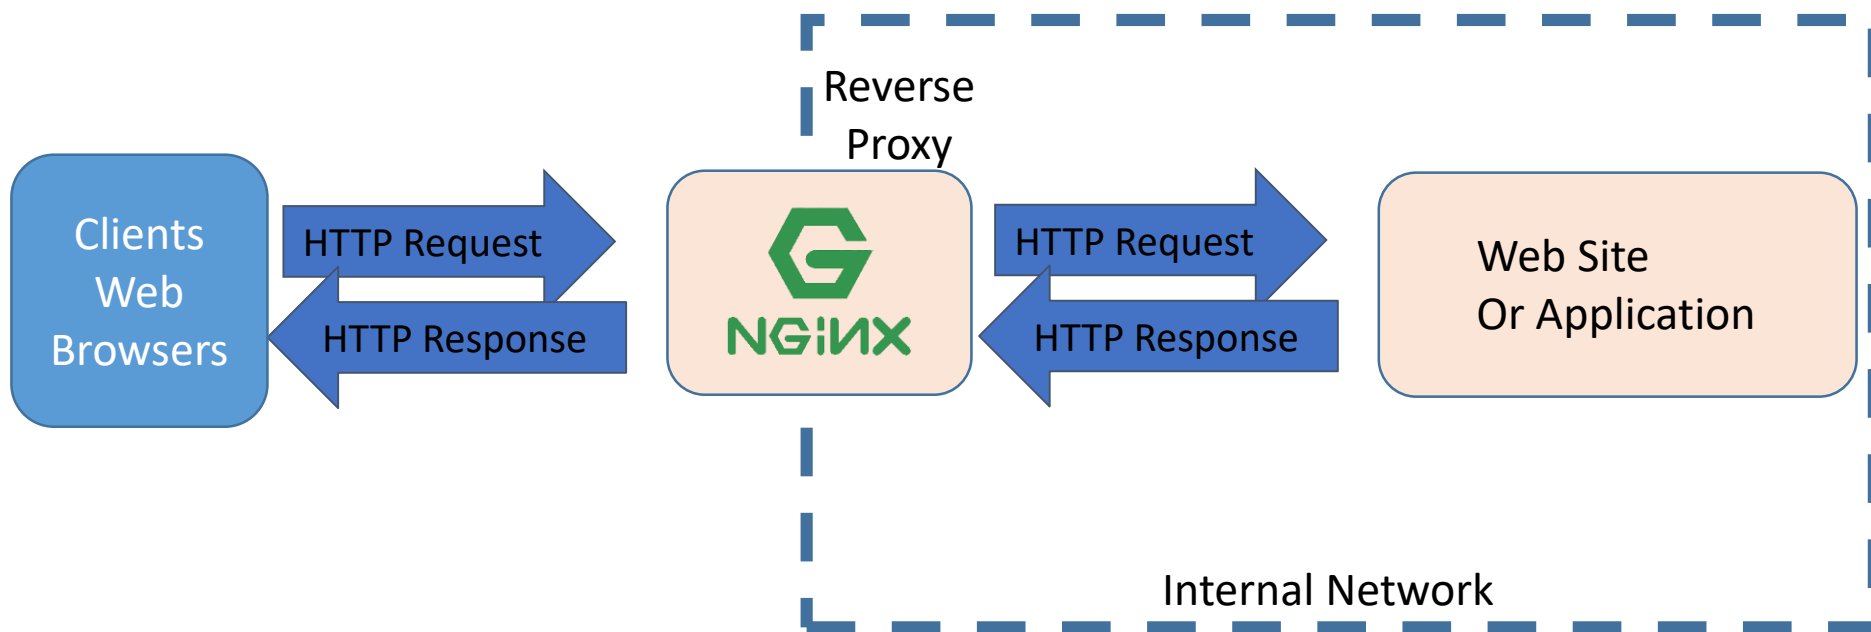 Reverse
Proxy
Clients
Web
Browsers
HTTP Request
HTTP Response
NGiNX
HTTP Request
HTTP Response
Web Site
Or Application
Internal Network